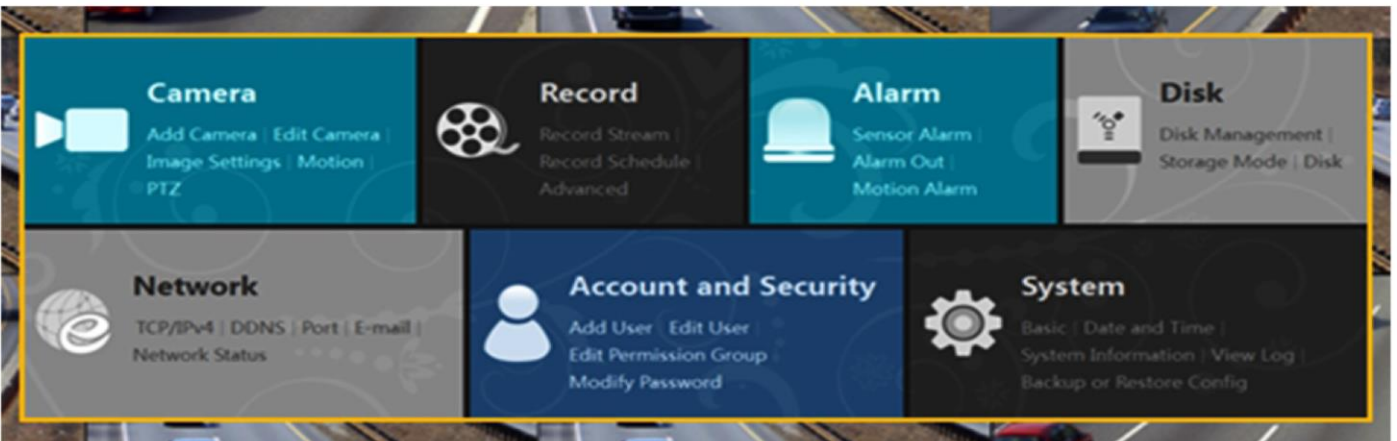 Camera
Add Camera | Edit Camera |
Image Settings | Motion |
PTZ
Record
Record Stream |
Record Schedule |
Advanced
Alarm
Sensor Alarm |
Alarm Out |
Motion Alarm
Disk
Disk Management |
Storage Mode | Disk
Network
TCP/IPv4 | DDNS | Port | E-mail |
Network Status
Account and Security
Add User | Edit User |
Edit Permission Group
Modify Password
System
Basic | Date and Time |
System Information | View Log |
Backup or Restore Config